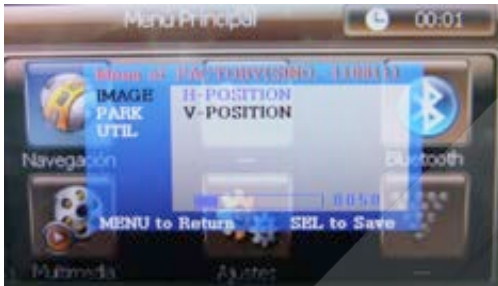 Menú Principal 00:01
IMAGE H-POSITION
PARK V-POSITION
UTIL
Navegación Bluetooth
0050
MENU to Return SEL to Save
Multimedia Ajustes